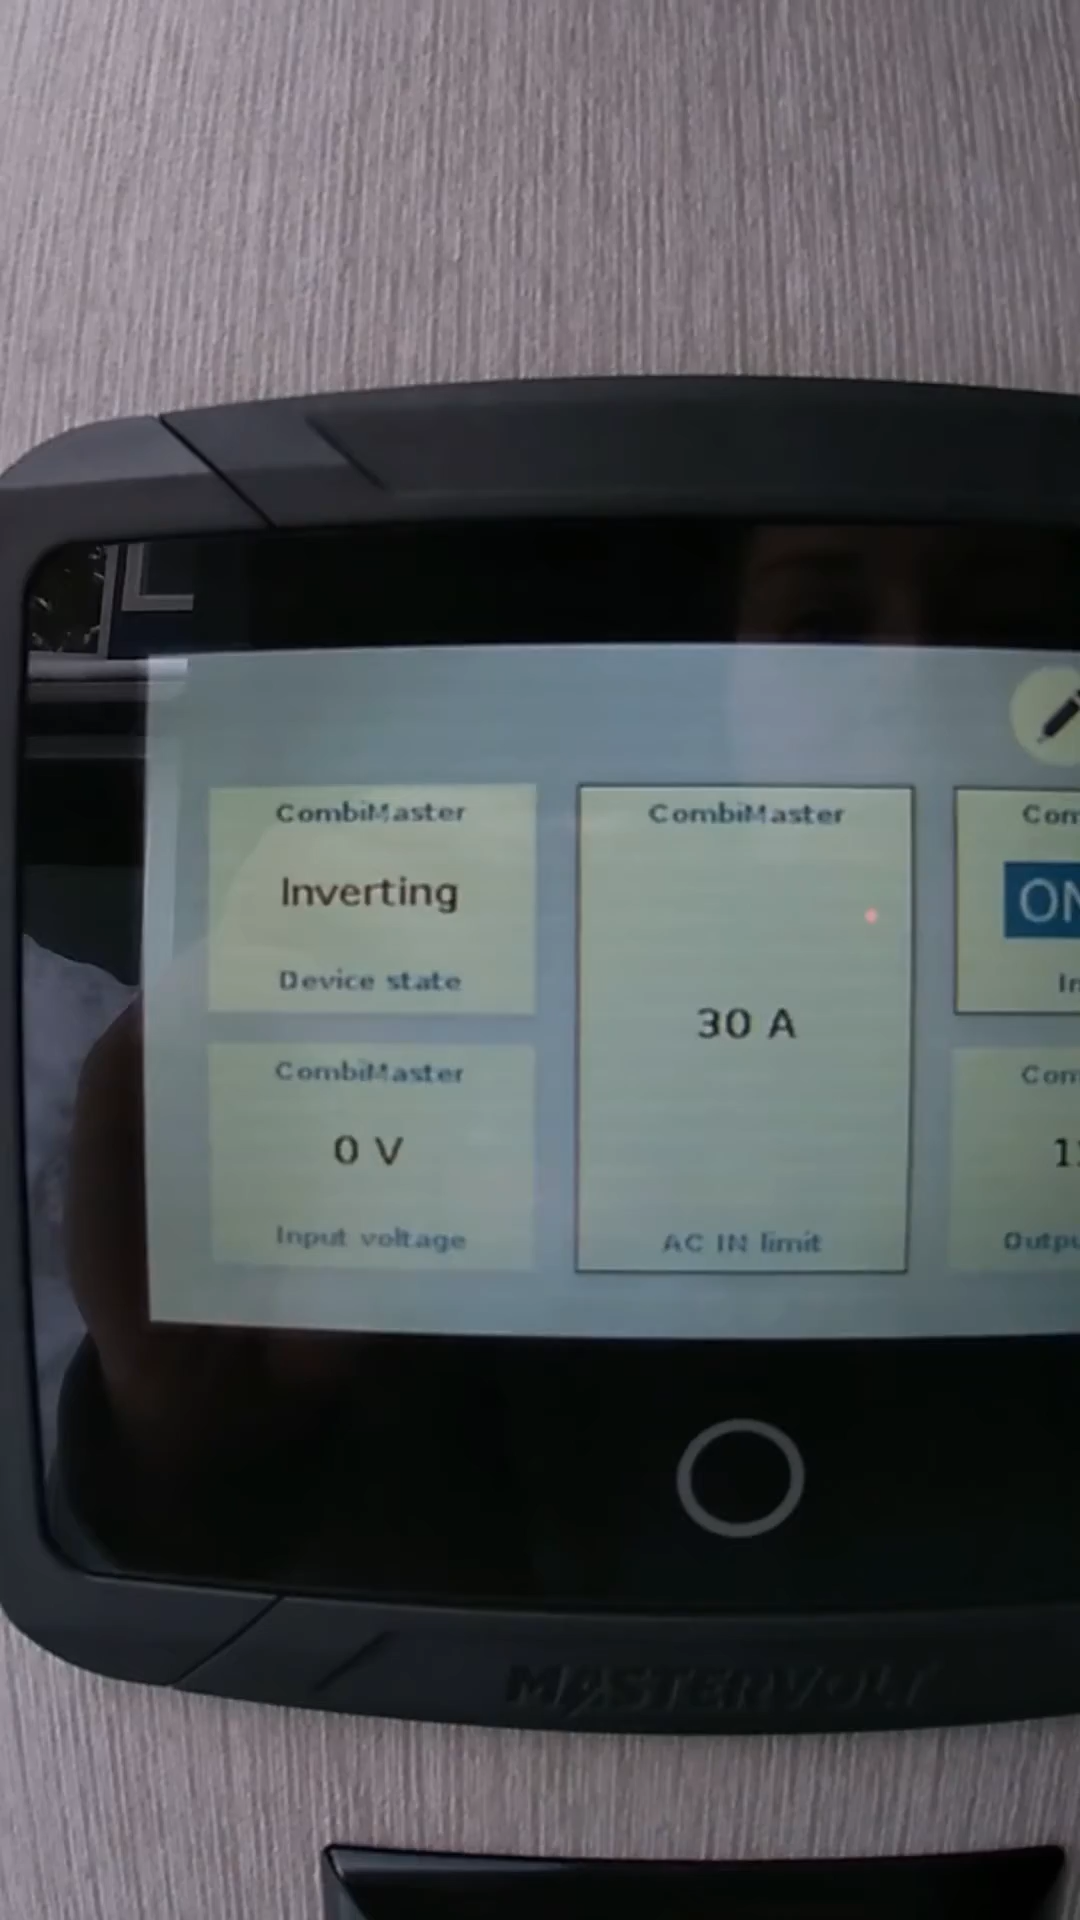 CombiMaster
Inverting
Device state
CombiMaster
0 V
Input voltage
CombiMaster
30 A
AC IN limit
ON
MASTERVOLT